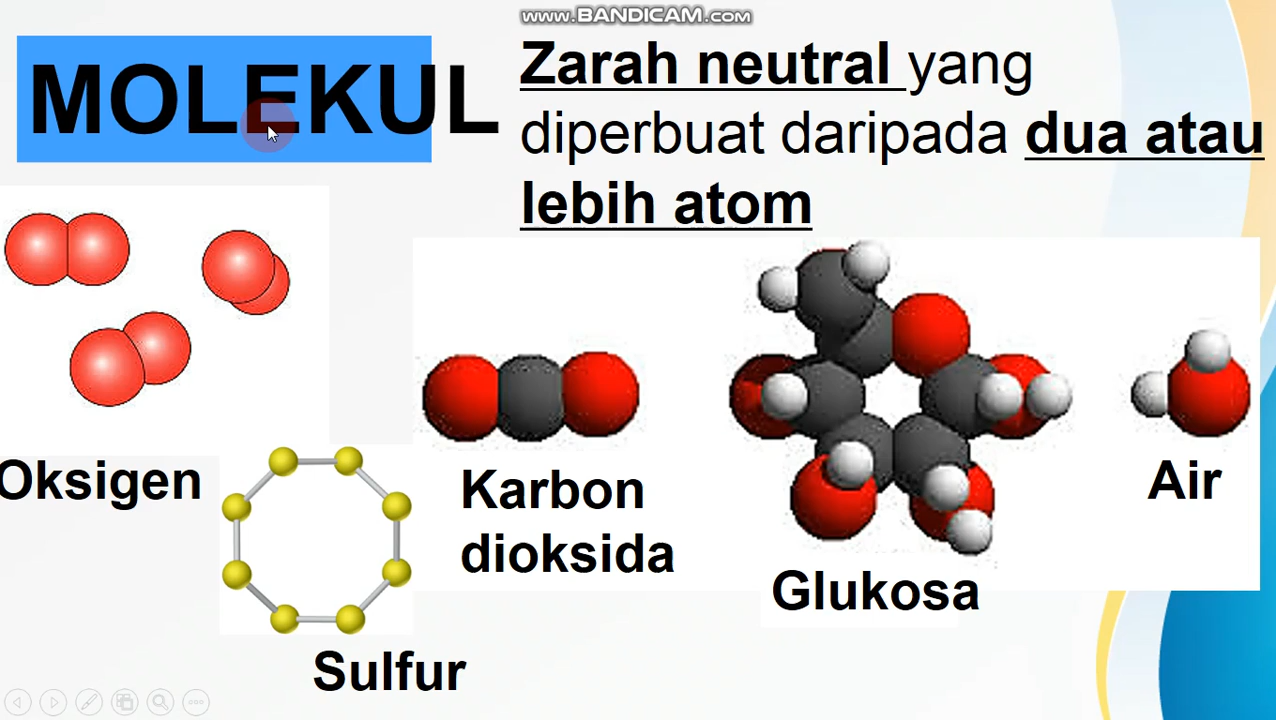 www.BANDICAM.com
MOLEKUL
Zarah neutral yang
diperbuat daripada dua atau
lebih atom
Oksigen
Karbon
dioksida
Glukosa
Air
Sulfur